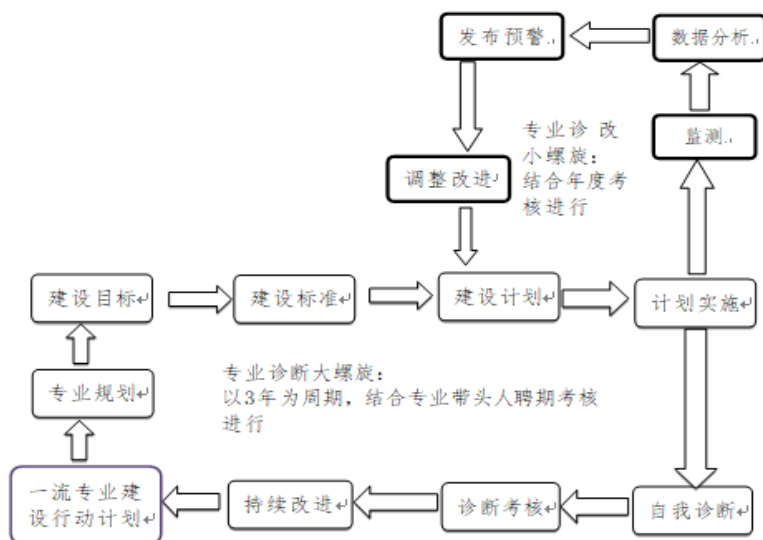 发布预警
数据分析
监测
专业诊 改
小螺旋：
结合年度考
核进行
调整改进
建设目标
建设标准
建设计划
计划实施
专业规划
专业诊断大螺旋：
以3年为周期，结合专业带头人聘期考核
进行
一流专业建
设行动计划
持续改进
诊断考核
自我诊断